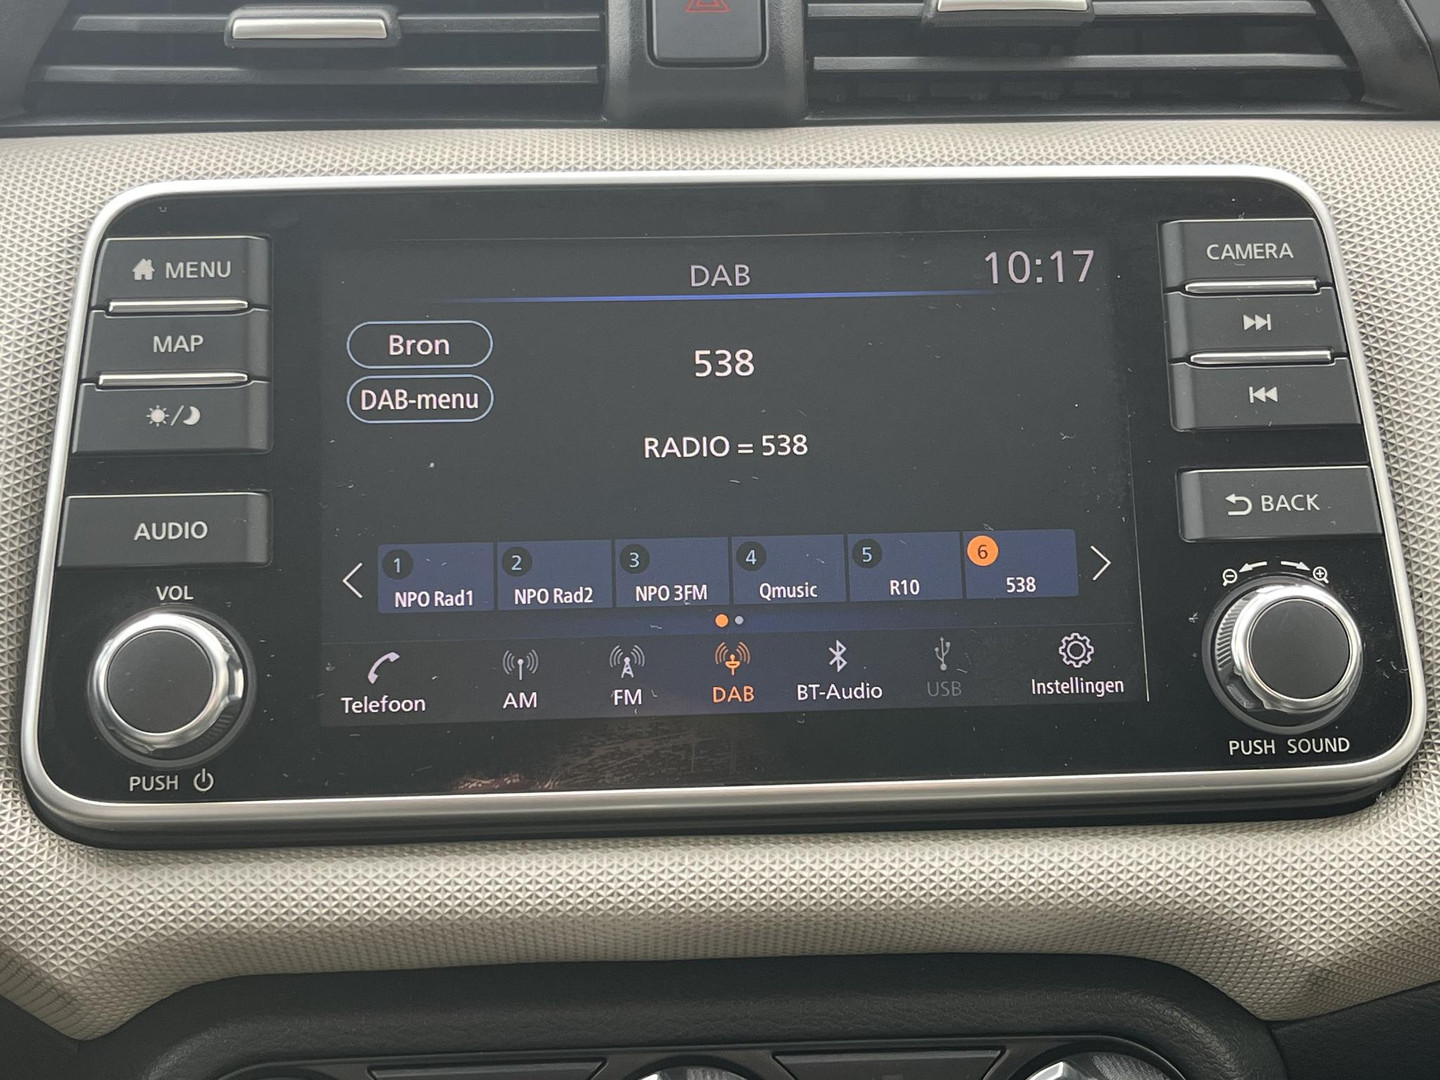 MENU
MAP
AUDIO
VOL
PUSH
DAB
10:17
Bron
DAB-menu
538
RADIO = 538
1
NPO Rad1
2
NPO Rad2
3
NPO 3FM
4
Qmusic
5
R10
6
538
Telefoon
AM
FM
DAB
BT-Audio
USB
Instellingen
CAMERA
BACK
PUSH SOUND